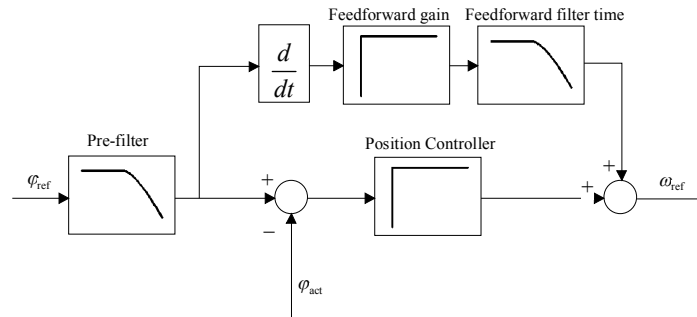 Feedforward gain
Feedforward filter time
d
dt
Pre-filter
Position Controller
φref
+
−
+
+
ωref
φact